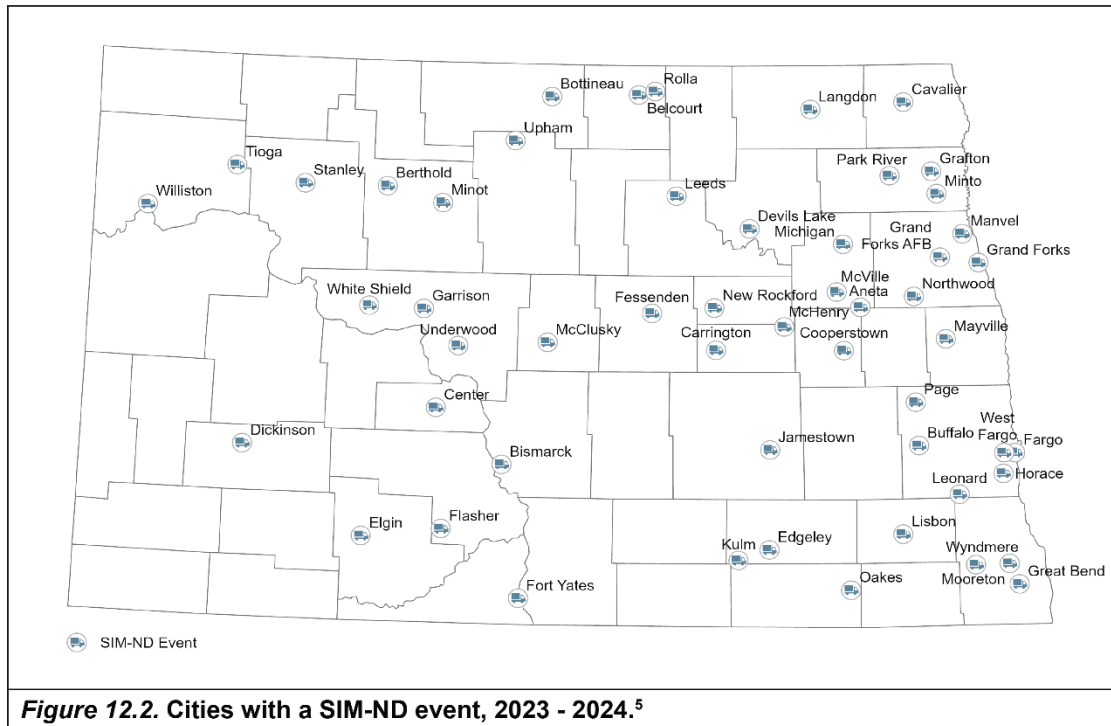 Bottineau
Rolla
Belcourt
Langdon
Cavalier
Upham
Tioga
Stanley
Berthold
Minot
Williston
Leeds
Park River
Grafton
Minto
Devils Lake
Michigan
Grand
Forks AFB
Manvel
Grand Forks
White Shield
Garrison
Underwood
McClusky
Fessenden
New Rockford
McVille
Aneta
McHenry
Northwood
Carrington
Cooperstown
Mayville
Center
Page
Dickinson
Bismarck
Jamestown
Buffalo
West
Fargo
Fargo
Horace
Leonard
Elgin
Flasher
Lisbon
Kulm
Edgeley
Wyndmere
Mooreton
Great Bend
Fort Yates
Oakes
SIM-ND Event
Figure 12.2. Cities with a SIM-ND event, 2023 - 2024.⁵